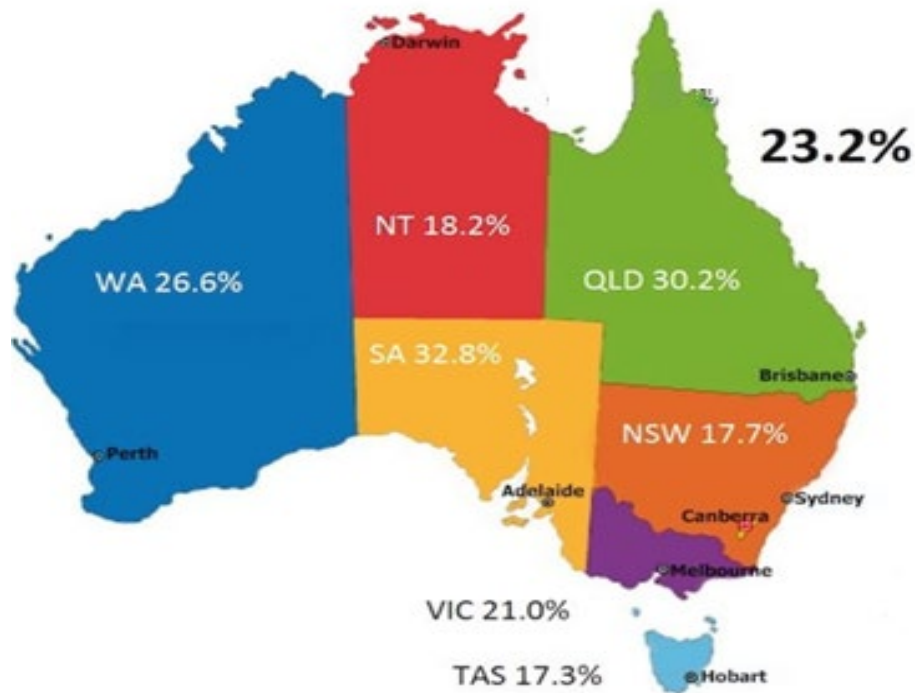 Darwin
23.2%
NT 18.2%
WA 26.6%
QLD 30.2%
SA 32.8%
Brisbane
NSW 17.7%
Perth
Adelaide
Sydney
Canberra
Melbourne
VIC 21.0%
TAS 17.3%
Hobart